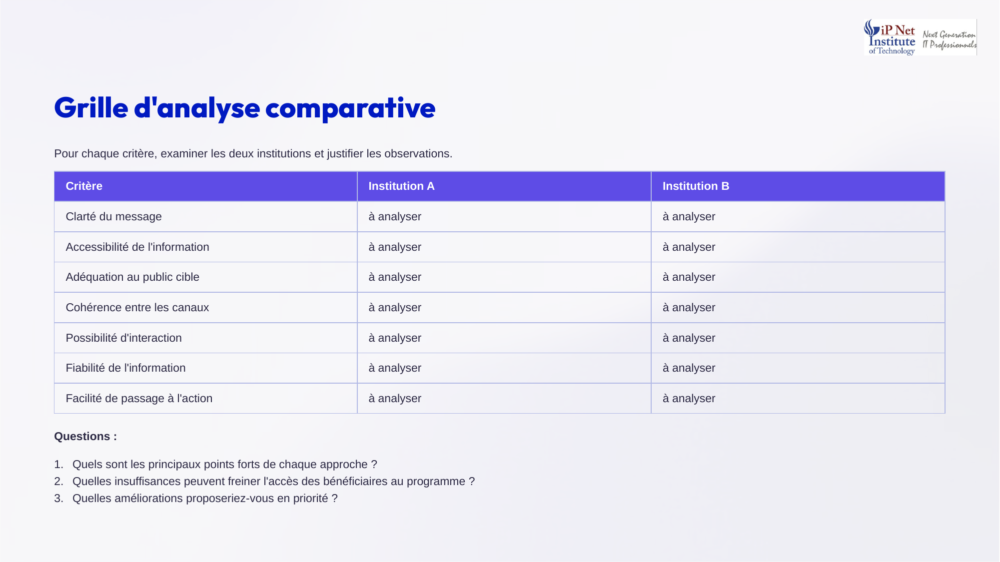 iP Net
Institute
of Technology
Next Generation
IT Professionnels
Grille d'analyse comparative
Pour chaque critère, examiner les deux institutions et justifier les observations.
Critère Institution A Institution B
Clarté du message à analyser à analyser
Accessibilité de l'information à analyser à analyser
Adéquation au public cible à analyser à analyser
Cohérence entre les canaux à analyser à analyser
Possibilité d'interaction à analyser à analyser
Fiabilité de l'information à analyser à analyser
Facilité de passage à l'action à analyser à analyser
Questions :
1. Quels sont les principaux points forts de chaque approche ?
2. Quelles insuffisances peuvent freiner l'accès des bénéficiaires au programme ?
3. Quelles améliorations proposeriez-vous en priorité ?